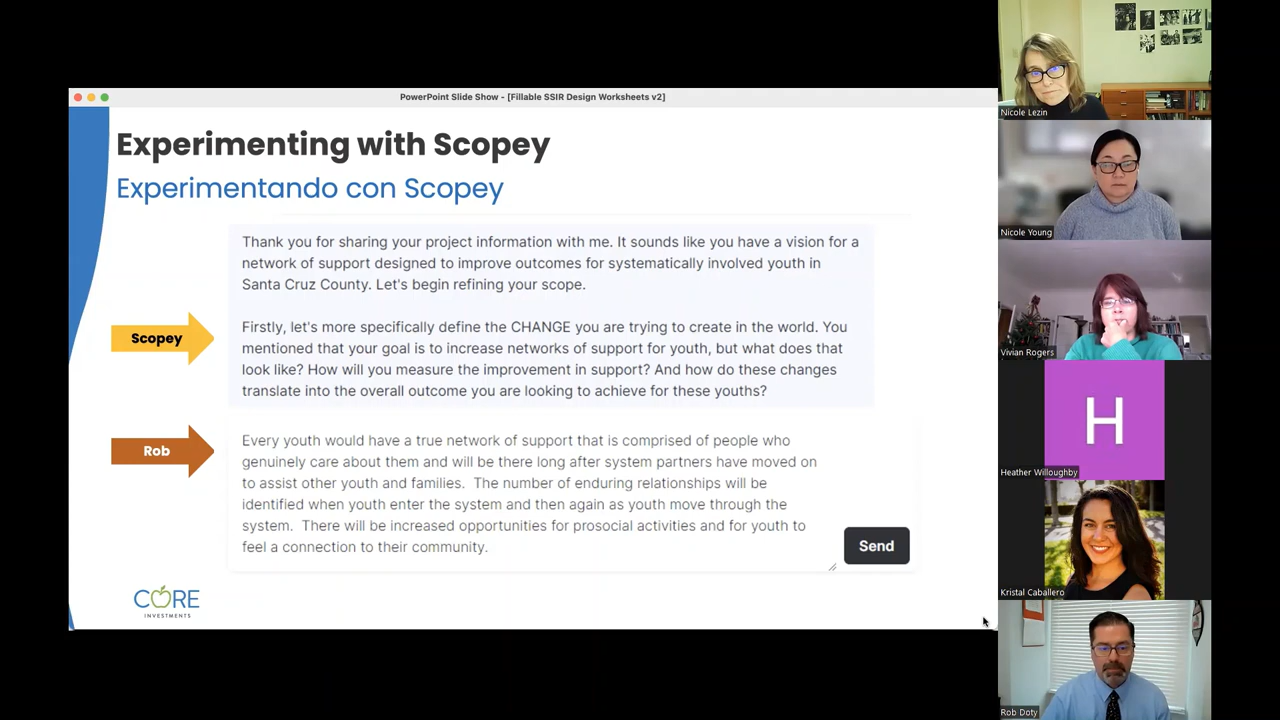 PowerPoint Slide Show - [Fillable SSIR Design Worksheets v2]
Experimenting with Scopey
Experimentando con Scopey
Thank you for sharing your project information with me. It sounds like you have a vision for a
network of support designed to improve outcomes for systematically involved youth in
Santa Cruz County. Let's begin refining your scope.
Firstly, let's more specifically define the CHANGE you are trying to create in the world. You
mentioned that your goal is to increase networks of support for youth, but what does that
look like? How will you measure the improvement in support? And how do these changes
translate into the overall outcome you are looking to achieve for these youths?
Scopey
Every youth would have a true network of support that is comprised of people who
genuinely care about them and will be there long after system partners have moved on
to assist other youth and families.  The number of enduring relationships will be
identified when youth enter the system and then again as youth move through the
system.  There will be increased opportunities for prosocial activities and for youth to
feel a connection to their community.
Rob
Send
CORE
INVESTMENTS
Nicole Lezin
Nicole Young
Vivian Rogers
H
Heather Willoughby
Kristal Caballero
Rob Doty